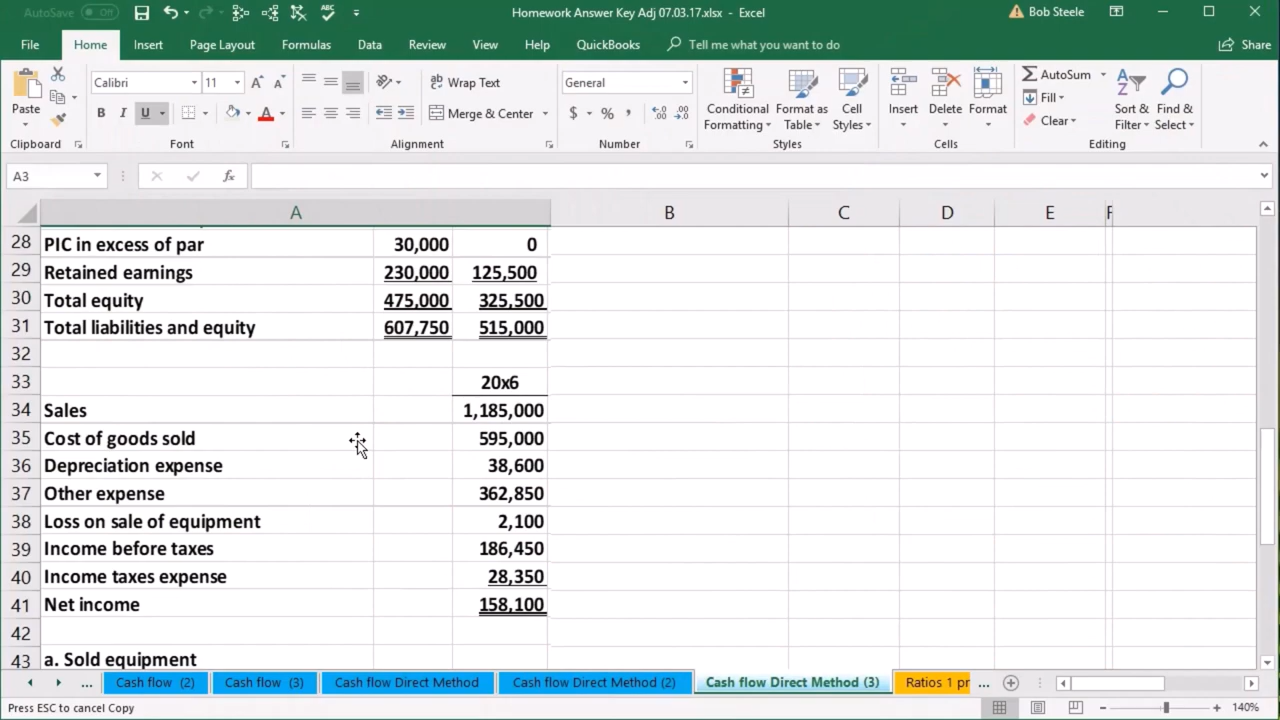 AutoSave Off Homework Answer Key Adj 07.03.17.xlsx - Excel Bob Steele
File Home Insert Page Layout Formulas Data Review View Help QuickBooks Tell me what you want to do Share
Paste
Calibri 11 A A
B I U A
Wrap Text
Merge & Center
General
$ % ,
Conditional Formatting
Format as Table
Cell Styles
Insert
Delete
Format
AutoSum
Fill
Clear
Sort & Filter
Find & Select
Clipboard Font Alignment Number Styles Cells Editing
A3 fx
A B C D E F
28 PIC in excess of par 30,000 0
29 Retained earnings 230,000 125,500
30 Total equity 475,000 325,500
31 Total liabilities and equity 607,750 515,000
32
33 20x6
34 Sales 1,185,000
35 Cost of goods sold 595,000
36 Depreciation expense 38,600
37 Other expense 362,850
38 Loss on sale of equipment 2,100
39 Income before taxes 186,450
40 Income taxes expense 28,350
41 Net income 158,100
42
43 a. Sold equipment
... Cash flow (2) Cash flow (3) Cash flow Direct Method Cash flow Direct Method (2) Cash flow Direct Method (3) Ratios 1 pr ...
Press ESC to cancel Copy 140%